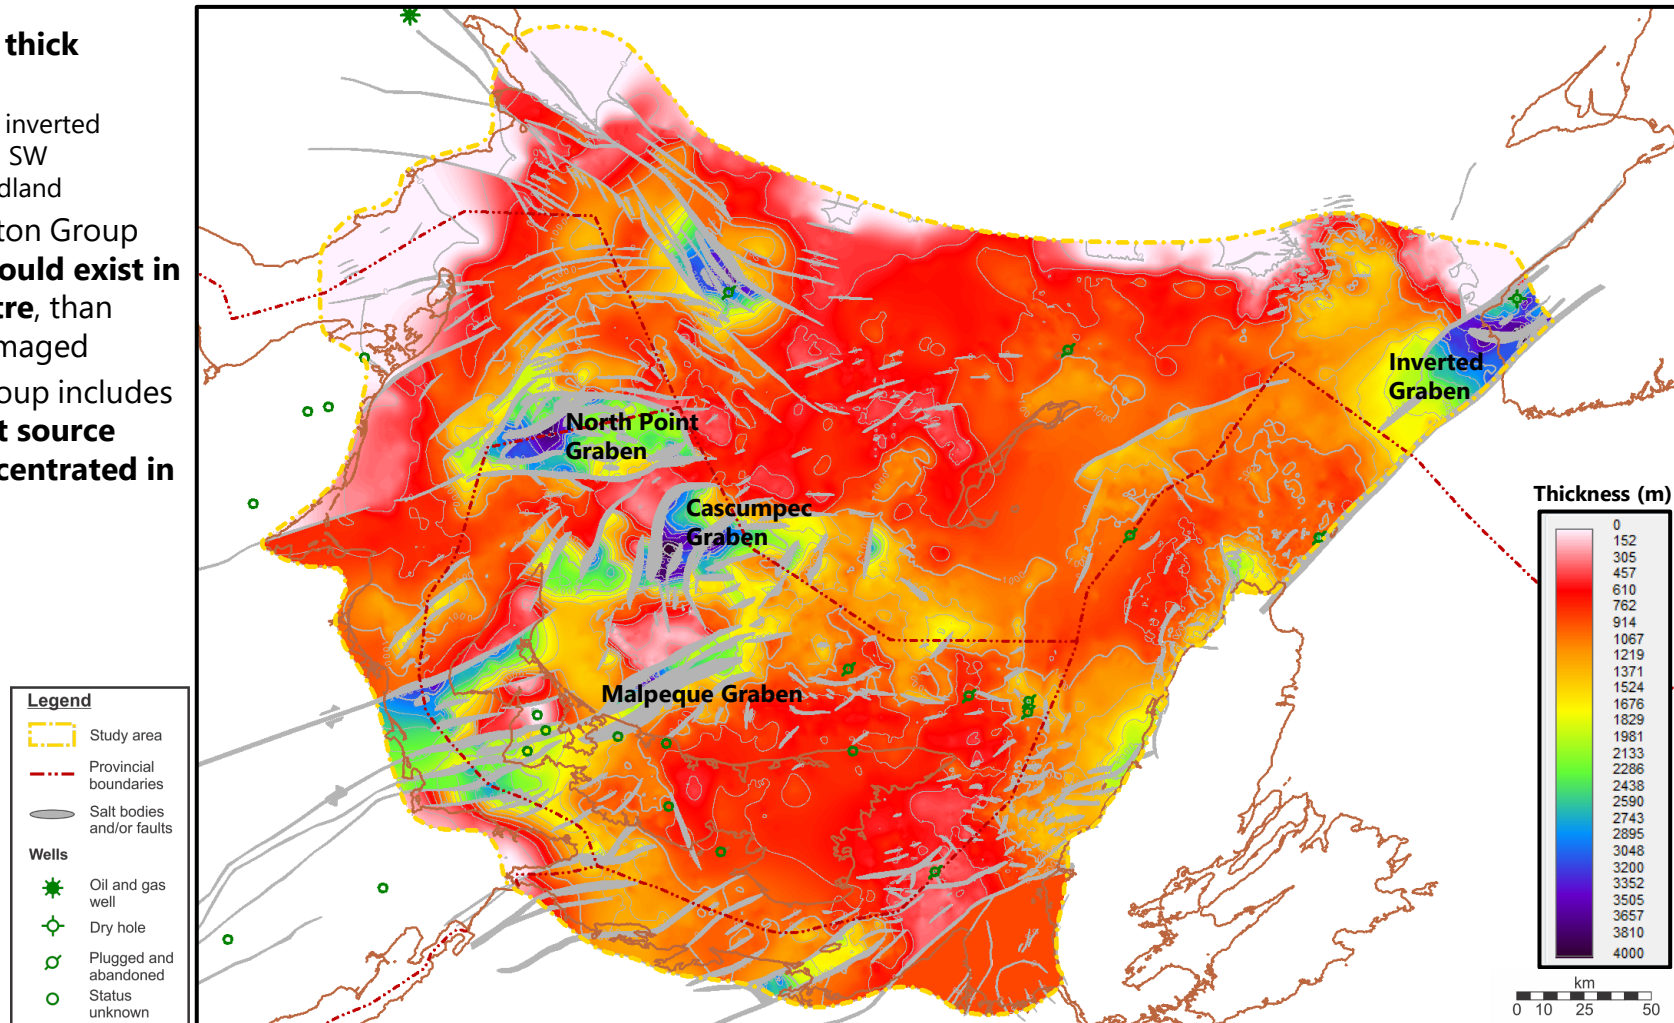 thick
inverted
SW
dland
ton Group
ould exist in
tre, than
maged
oup includes
t source
centrated in
North Point
Graben
Cascumpec
Graben
Malpeque Graben
Inverted
Graben
Thickness (m)
0
152
305
457
610
762
914
1067
1219
1371
1524
1676
1829
1981
2133
2286
2438
2590
2743
2895
3048
3200
3352
3505
3657
3810
4000
km
0 10 25 50
Legend
Study area
Provincial
boundaries
Salt bodies
and/or faults
Wells
Oil and gas
well
Dry hole
Plugged and
abandoned
Status
unknown